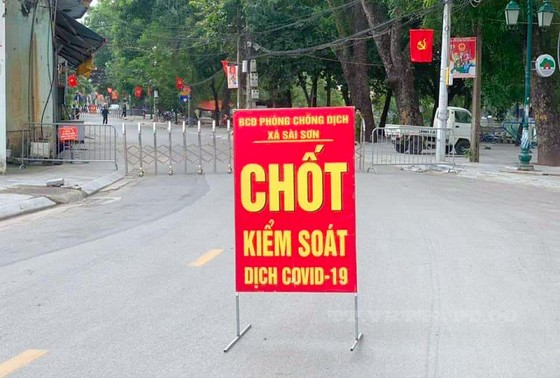 BCĐ PHÒNG CHỐNG DỊCH
XÃ SÀI SƠN
CHỐT
KIỂM SOÁT
DỊCH COVID-19